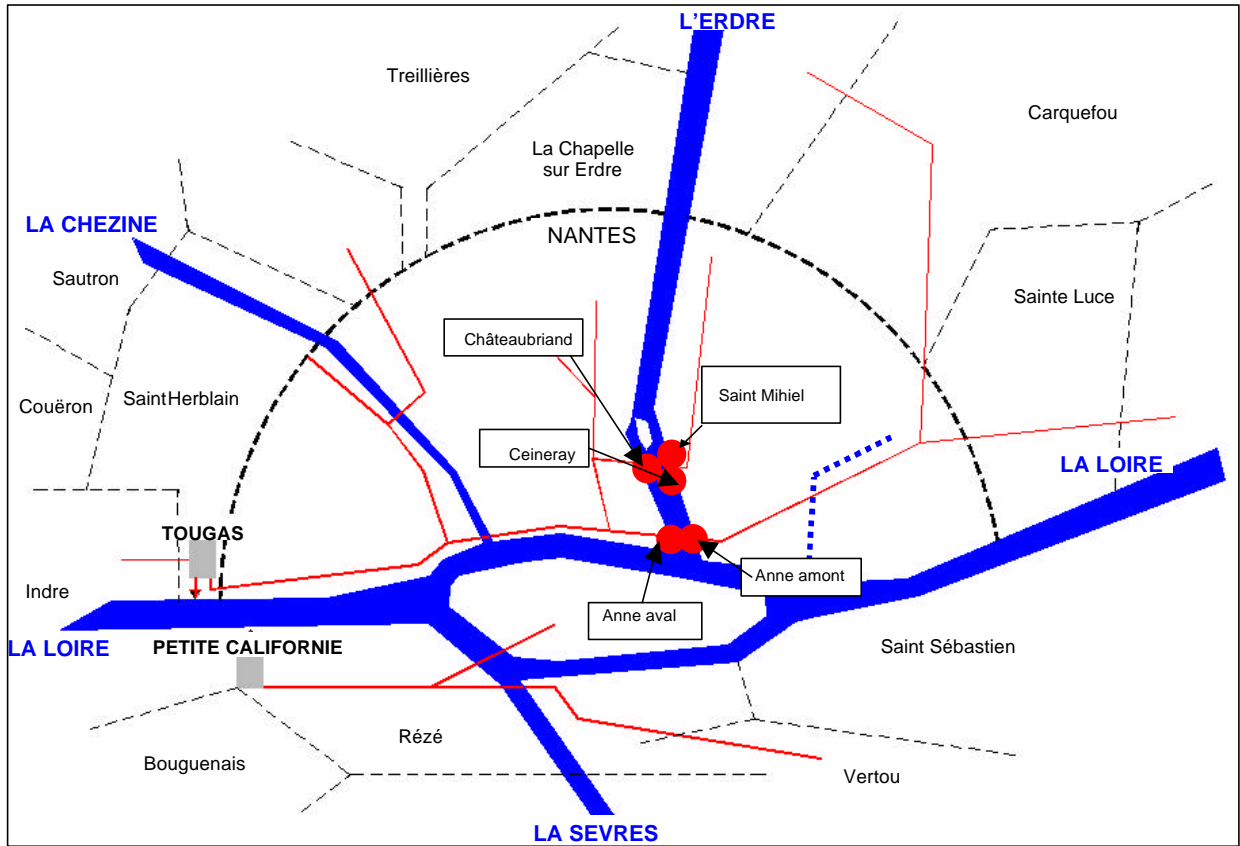 L'ERDRE
Treillières
Carquefou
La Chapelle
sur Erdre
LA CHEZINE
NANTES
Sautron
Sainte Luce
Châteaubriand
Saint Mihiel
Couëron
SaintHerblain
Ceineray
LA LOIRE
TOUGAS
Anne amont
Indre
Anne aval
LA LOIRE
PETITE CALIFORNIE
Saint Sébastien
Rézé
Bouguenais
Vertou
LA SEVRES